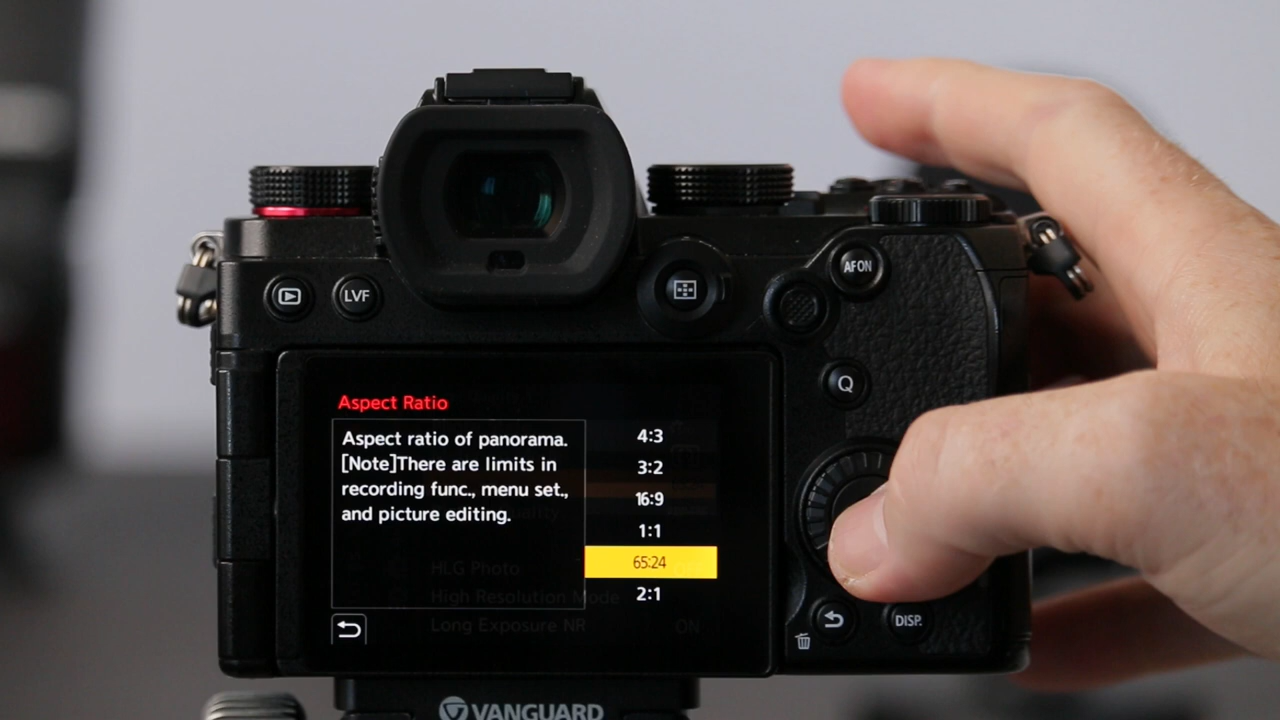 LVF
AF ON
Q
Aspect Ratio
Aspect ratio of panorama.
[Note]There are limits in
recording func., menu set.,
and picture editing.
4:3
3:2
16:9
1:1
65:24
2:1
HLG Photo
High Resolution Mode
Long Exposure NR
ON
DISP.
VANGUARD